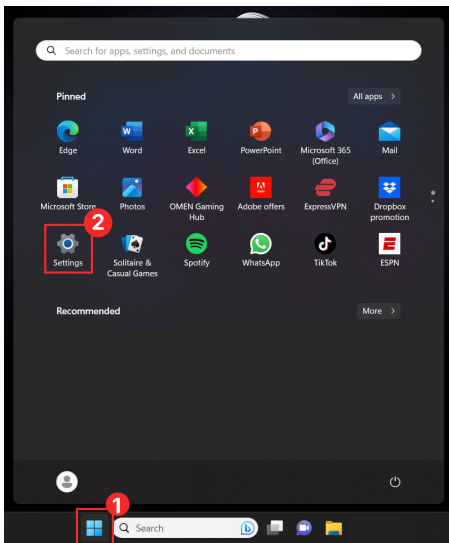 Search for apps, settings, and documents
Pinned
All apps >
Edge
Word
Excel
PowerPoint
Microsoft 365 (Office)
Mail
Microsoft Store
Photos
OMEN Gaming Hub
Adobe offers
ExpressVPN
Dropbox promotion
2
Settings
Solitaire & Casual Games
Spotify
WhatsApp
TikTok
ESPN
Recommended
More >
1
Search